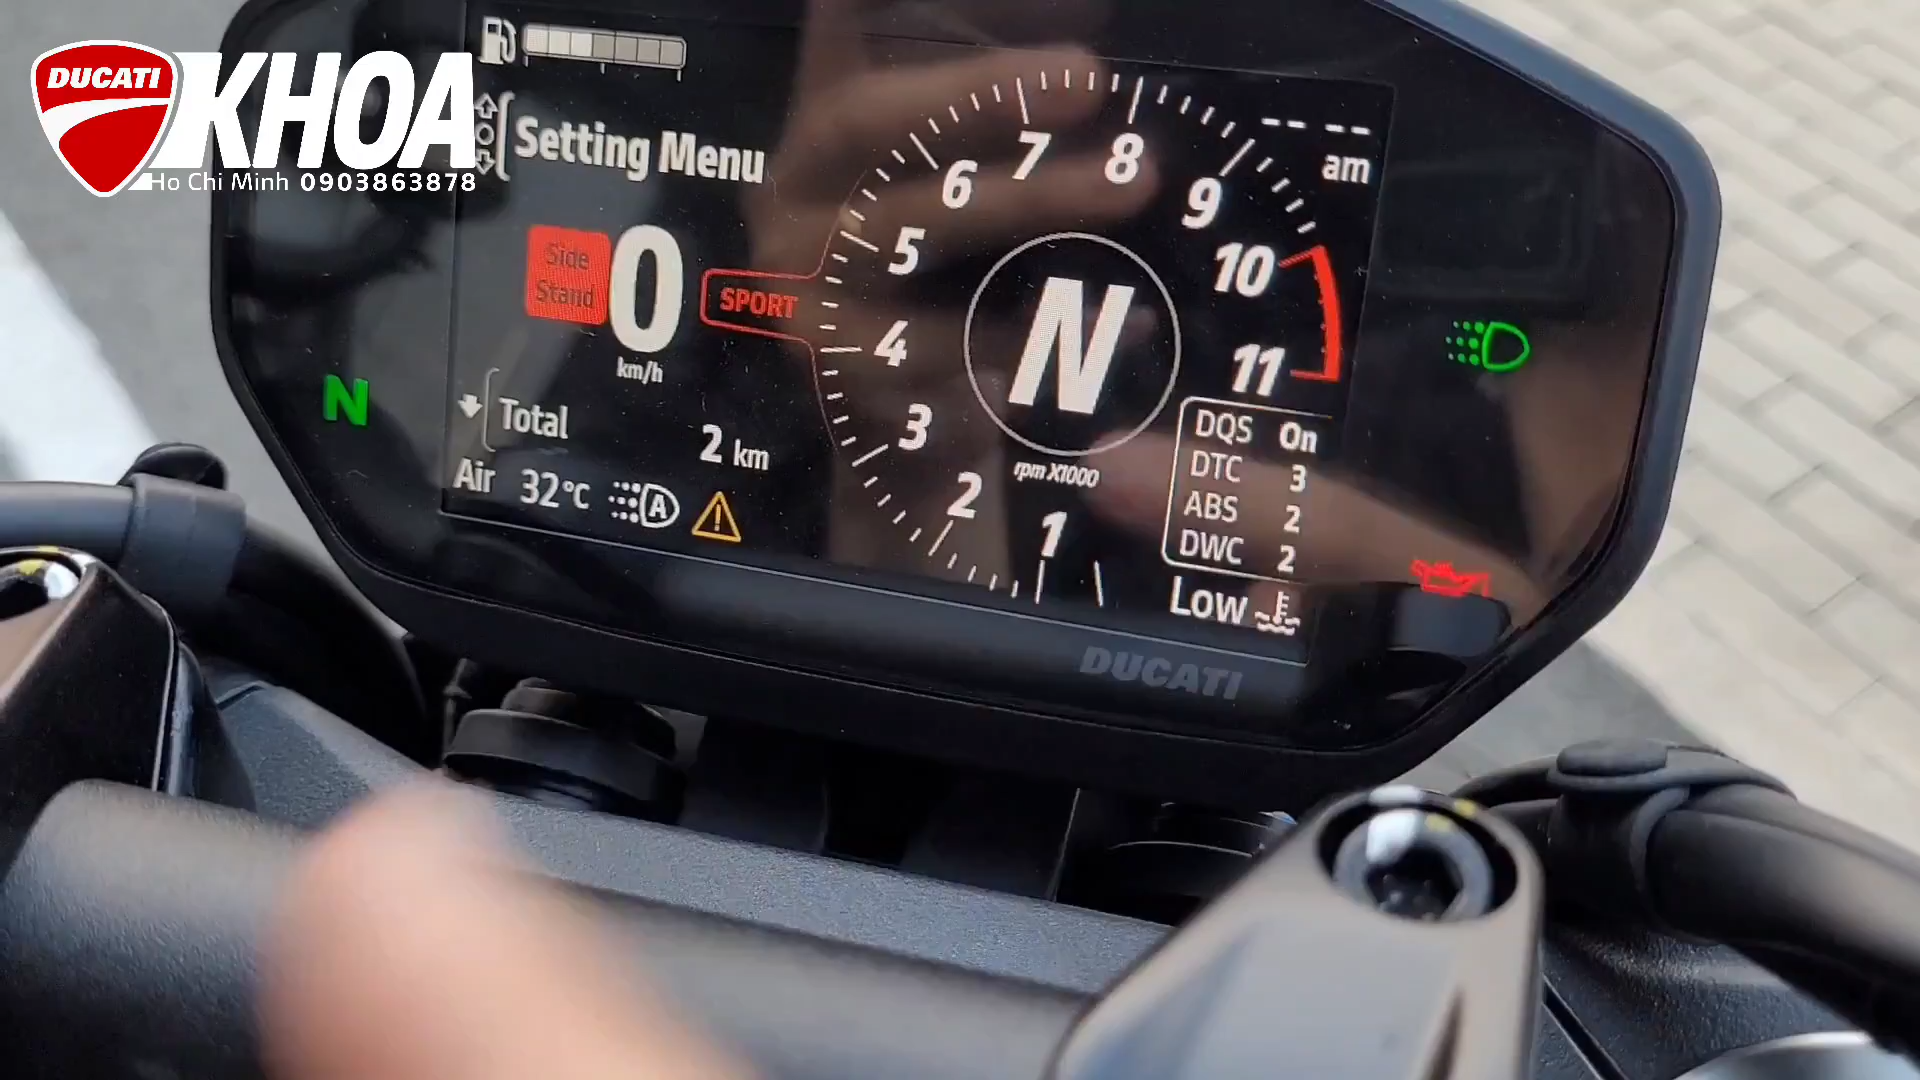 DUCATI
KHOA
Ho Chi Minh 0903863878
Setting Menu
-- --
am
Side
Stand
0
km/h
SPORT
N
N
rpm X1000
1
2
3
4
5
6
7
8
9
10
11
Total
2 km
Air 32°C
A
DQS On
DTC 3
ABS 2
DWC 2
Low
DUCATI